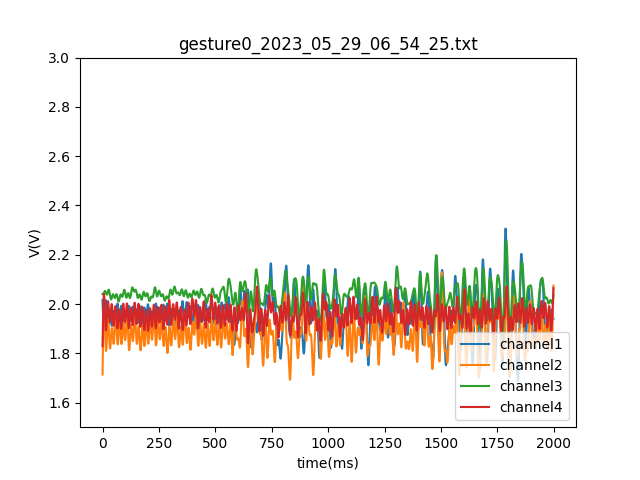 gesture0_2023_05_29_06_54_25.txt
3.0
2.8
2.6
2.4
2.2
2.0
1.8
1.6
V(V)
channel1
channel2
channel3
channel4
0 250 500 750 1000 1250 1500 1750 2000
time(ms)